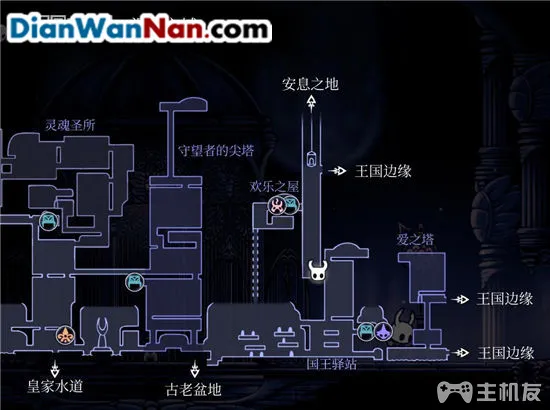 DianWanNan.com
安息之地
灵魂圣所
守望者的尖塔
王国边缘
欢乐之屋
爱之塔
王国边缘
国王驿站
王国边缘
皇家水道
古老盆地
主机友